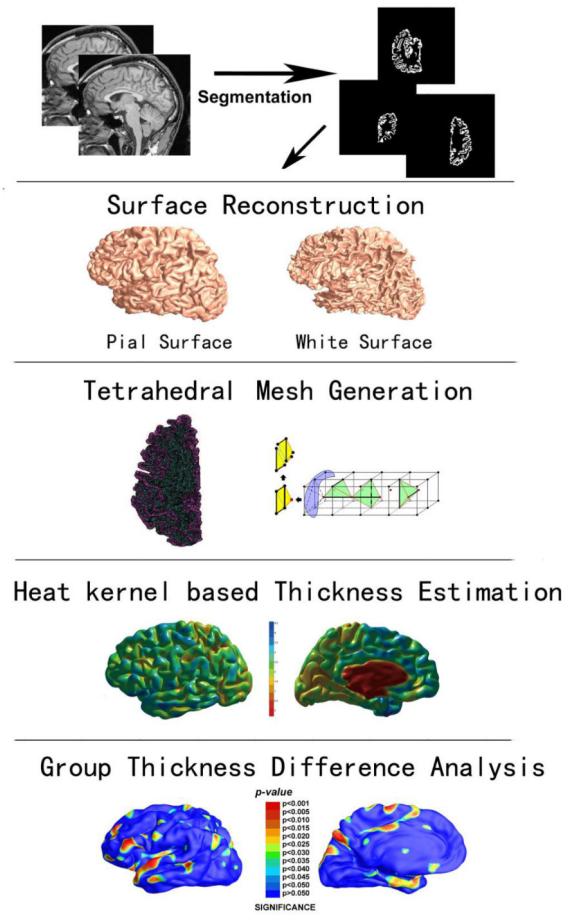 Segmentation
Surface Reconstruction
Pial Surface
White Surface
Tetrahedral Mesh Generation
Heat kernel based Thickness Estimation
Group Thickness Difference Analysis
p-value
p<0.001
p<0.005
p<0.010
p<0.015
p<0.020
p<0.025
p<0.030
p<0.035
p<0.040
p<0.045
p<0.050
p>0.050
SIGNIFICANCE